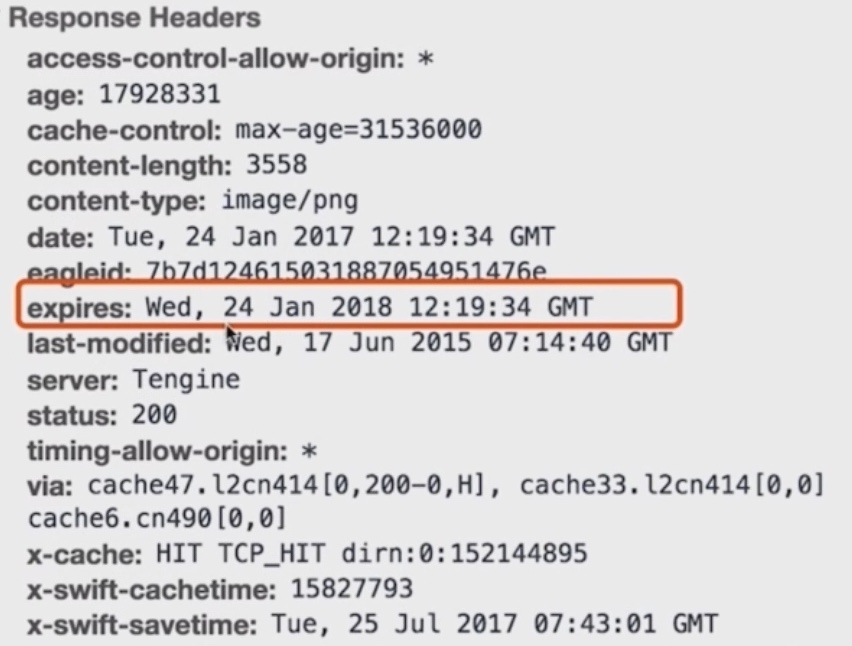 Response Headers
access-control-allow-origin: *
age: 17928331
cache-control: max-age=31536000
content-length: 3558
content-type: image/png
date: Tue, 24 Jan 2017 12:19:34 GMT
eagleid: 7b7d12461503188​7054951476e
expires: Wed, 24 Jan 2018 12:19:34 GMT
last-modified: Wed, 17 Jun 2015 07:14:40 GMT
server: Tengine
status: 200
timing-allow-origin: *
via: cache47.l2cn414[0,200-0,H], cache33.l2cn414[0,0]
cache6.cn490[0,0]
x-cache: HIT TCP_HIT dirn:0:152144895
x-swift-cachetime: 15827793
x-swift-savetime: Tue, 25 Jul 2017 07:43:01 GMT